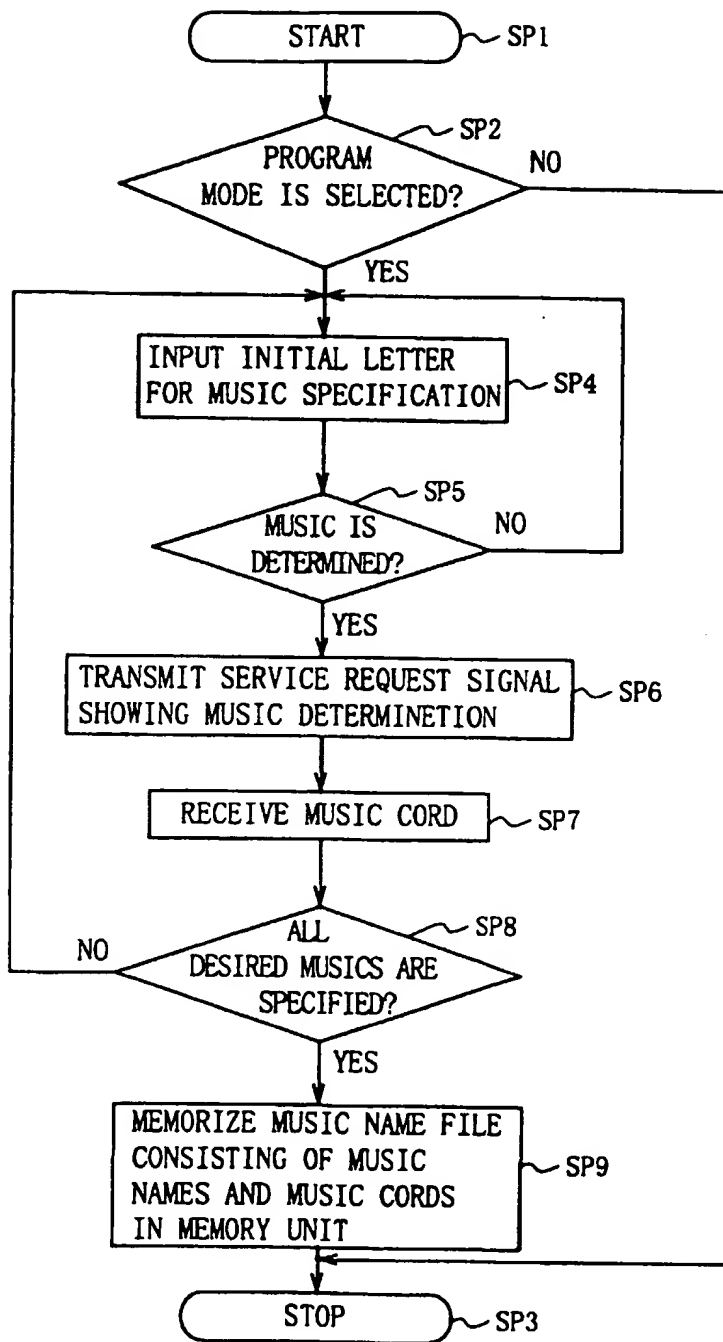 START
SP1
SP2
PROGRAM
MODE IS SELECTED?
NO
YES
INPUT INITIAL LETTER
FOR MUSIC SPECIFICATION
SP4
SP5
MUSIC IS
DETERMINED?
NO
YES
TRANSMIT SERVICE REQUEST SIGNAL
SHOWING MUSIC DETERMINETION
SP6
RECEIVE MUSIC CORD
SP7
SP8
NO
ALL
DESIRED MUSICS ARE
SPECIFIED?
YES
MEMORIZE MUSIC NAME FILE
CONSISTING OF MUSIC
NAMES AND MUSIC CORDS
IN MEMORY UNIT
SP9
STOP
SP3